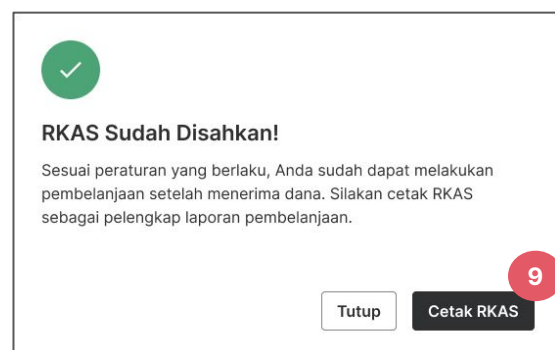 RKAS Sudah Disahkan!
Sesuai peraturan yang berlaku, Anda sudah dapat melakukan
pembelanjaan setelah menerima dana. Silakan cetak RKAS
sebagai pelengkap laporan pembelanjaan.
9
Tutup
Cetak RKAS